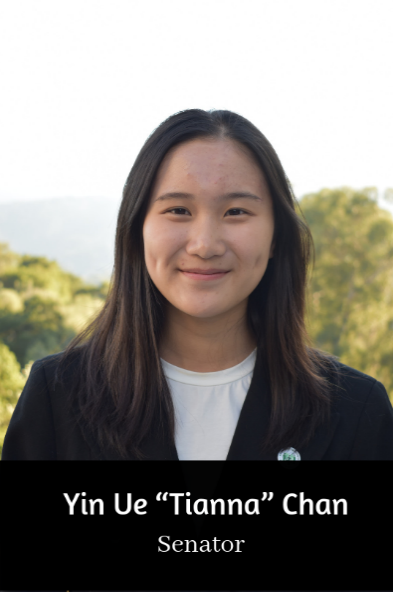 Yin Ue “Tianna” Chan
Senator